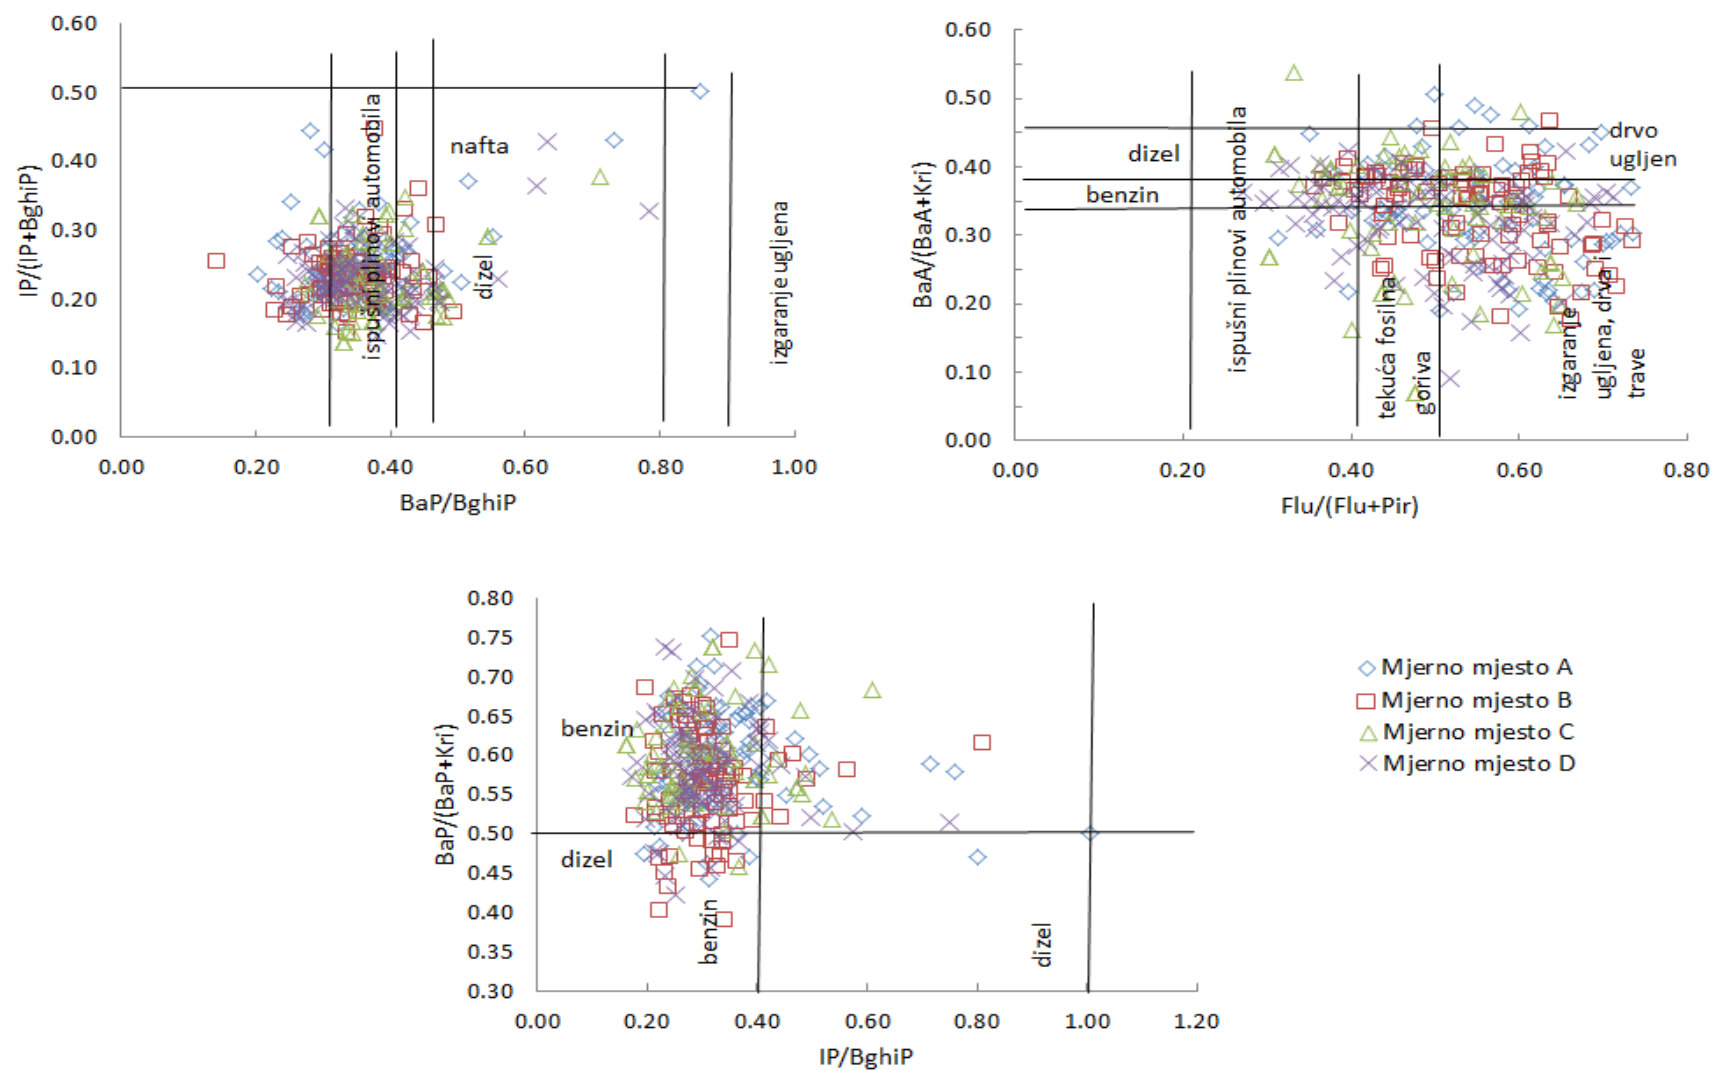 0.60
0.50
0.40
0.30
0.20
0.10
0.00
IP/(IP+BghiP)
nafta
ispušni plinovi automobila
dizel
izgaranje ugljena
0.00 0.20 0.40 0.60 0.80 1.00
BaP/BghiP
0.60
0.50
0.40
0.30
0.20
0.10
0.00
BaA/(BaA+Kri)
dizel
benzin
drvo
ugljen
ispušni plinovi automobila
tekuća fosilna
goriva
izgaranje
ugljena, drva i
trave
0.00 0.20 0.40 0.60 0.80
Flu/(Flu+Pir)
0.80
0.75
0.70
0.65
0.60
0.55
0.50
0.45
0.40
0.35
0.30
BaP/(BaP+Kri)
benzin
dizel
benzin
dizel
0.00 0.20 0.40 0.60 0.80 1.00 1.20
IP/BghiP
Mjerno mjesto A
Mjerno mjesto B
Mjerno mjesto C
Mjerno mjesto D